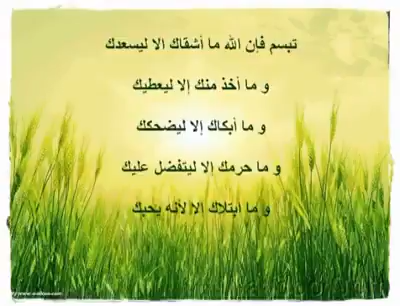 تبسم فإن الله ما أشقاك الا ليسعدك
و ما أخذ منك إلا ليعطيك
و ما أبكاك إلا ليضحكك
و ما حرمك إلا ليتفضل عليك
و ما ابتلاك الا لأنه يحبك